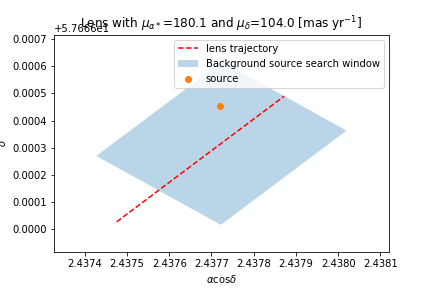 Lens with μα* =180.1 and μδ=104.0 [mas yr⁻¹]
+5.7666e1
lens trajectory
Background source search window
source
0.0007
0.0006
0.0005
0.0004
0.0003
0.0002
0.0001
0.0000
δ
2.4374 2.4375 2.4376 2.4377 2.4378 2.4379 2.4380 2.4381
αcosδ